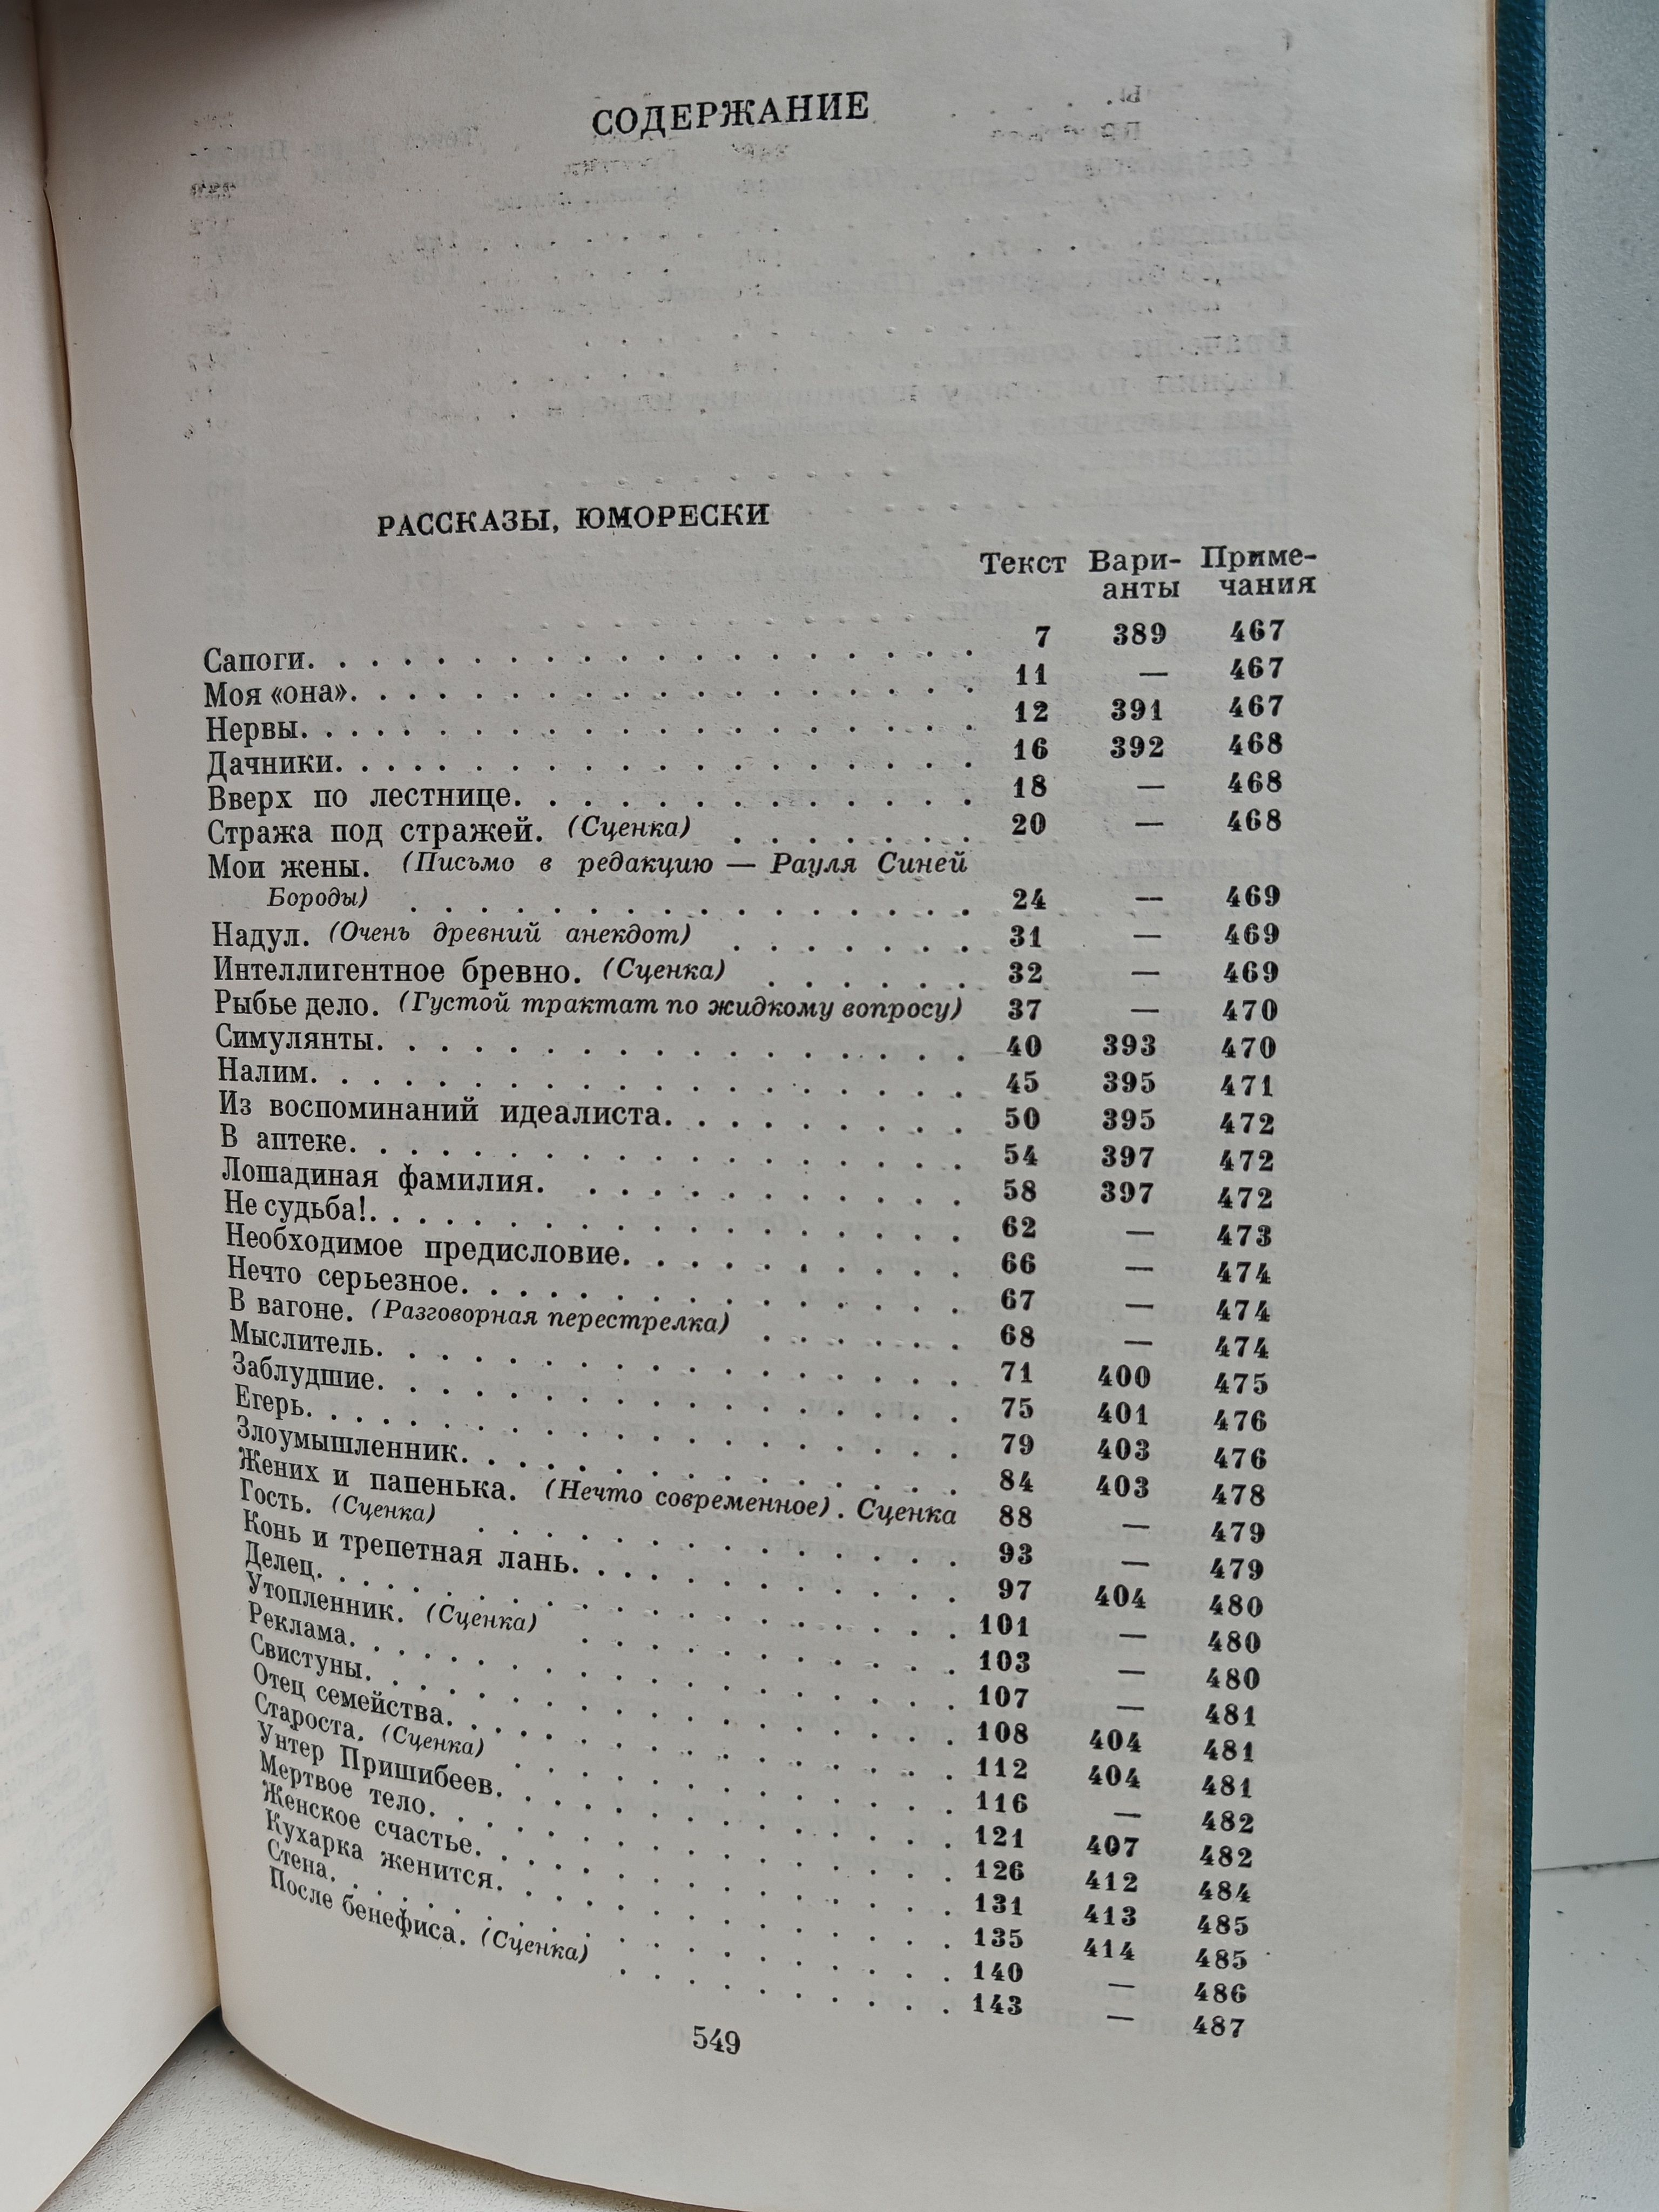 СОДЕРЖАНИЕ
РАССКАЗЫ, ЮМОРЕСКИ
Текст Вари- Приме-
анты чания
Сапоги. . . . . . . . . . 7 389 467
Моя «она». . . . . . . . . . 11 — 467
Нервы. . . . . . . . . . 12 391 467
Дачники. . . . . . . . . . 16 392 468
Вверх по лестнице. . . . . . . . . . 18 — 468
Стража под стражей. (Сценка) . . . . . . . 20 — 468
Мои жены. (Письмо в редакцию — Рауля Синей
Бороды) . . . . . . . . . . 24 — 469
Надул. (Очень древний анекдот) . . . . . . . 31 — 469
Интеллигентное бревно. (Сценка) . . . . . . 32 — 469
Рыбье дело. (Густой трактат по жидкому вопросу) 37 — 470
Симулянты. . . . . . . . . . 40 393 470
Налим. . . . . . . . . . 45 395 471
Из воспоминаний идеалиста. . . . . . . . . 50 395 472
В аптеке. . . . . . . . . . 54 397 472
Лошадиная фамилия. . . . . . . . . . 58 397 472
Не судьба!. . . . . . . . . . 62 — 473
Необходимое предисловие. . . . . . . . . . 66 — 474
Нечто серьезное. . . . . . . . . . 67 — 474
В вагоне. (Разговорная перестрелка) . . . . . . 68 — 474
Мыслитель. . . . . . . . . . 71 400 475
Заблудшие. . . . . . . . . . 75 401 476
Егерь. . . . . . . . . . 79 403 476
Злоумышленник. . . . . . . . . . 84 403 478
Жених и папенька. (Нечто современное). Сценка 88 — 479
Гость. (Сценка) . . . . . . . . . . 93 — 479
Конь и трепетная лань. . . . . . . . . . 97 404 480
Делец. . . . . . . . . . 101 — 480
Утопленник. (Сценка) . . . . . . . . 103 — 480
Реклама. . . . . . . . . . 107 — 481
Свистуны. . . . . . . . . . 108 404 481
Отец семейства. . . . . . . . . . 112 404 481
Староста. (Сценка) . . . . . . . . . . 116 — 482
Унтер Пришибеев. . . . . . . . . . 121 407 482
Мертвое тело. . . . . . . . . . 126 412 484
Женское счастье. . . . . . . . . . 131 413 485
Кухарка женится. . . . . . . . . . 135 414 485
Стена. . . . . . . . . . 140 — 486
После бенефиса. (Сценка) . . . . . . . . 143 — 487
549